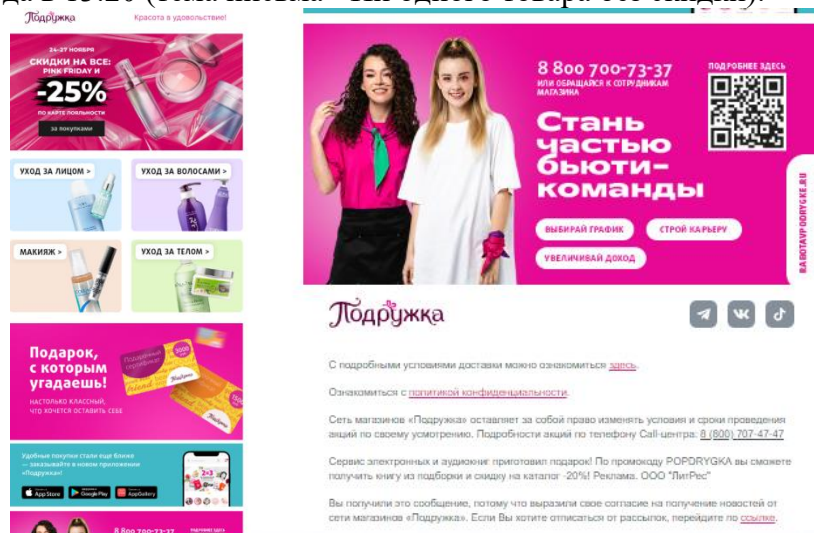 Подружка
Красота в удовольствие!
24-27 НОЯБРЯ
СКИДКИ НА ВСЕ:
PINK FRIDAY И
-25%
ПО КАРТЕ ЛОЯЛЬНОСТИ
за покупками
УХОД ЗА ЛИЦОМ >
УХОД ЗА ВОЛОСАМИ >
МАКИЯЖ >
УХОД ЗА ТЕЛОМ >
Подарок,
с которым
угадаешь!
НАСТОЛЬКО КЛАССНЫЙ,
ЧТО ХОЧЕТСЯ ОСТАВИТЬ СЕБЕ
Подарочный
сертификат
3000
1500
Удобные покупки стали еще ближе
— заказывайте в новом приложении
«Подружка»!
App Store
Google Play
AppGallery
8 800 700-73-37
8 800 700-73-37
ИЛИ ОБРАЩАЙСЯ К СОТРУДНИКАМ
МАГАЗИНА
ПОДРОБНЕЕ ЗДЕСЬ
Стань
частью
бьюти-
команды
ВЫБИРАЙ ГРАФИК
СТРОЙ КАРЬЕРУ
УВЕЛИЧИВАЙ ДОХОД
RABOTAVPODRYGKE.RU
Подружка
С подробными условиями доставки можно ознакомиться здесь.
Ознакомиться с политикой конфиденциальности.
Сеть магазинов «Подружка» оставляет за собой право изменять условия и сроки проведения
акций по своему усмотрению. Подробности акций по телефону Call-центра: 8 (800) 707-47-47
Сервис электронных и аудиокниг приготовил подарок! По промокоду POPDRYGKA вы сможете
получить книгу из подборки и скидку на каталог -20%! Реклама. ООО "ЛитРес"
Вы получили это сообщение, потому что выразили свое согласие на получение новостей от
сети магазинов «Подружка». Если Вы хотите отписаться от рассылок, перейдите по ссылке.